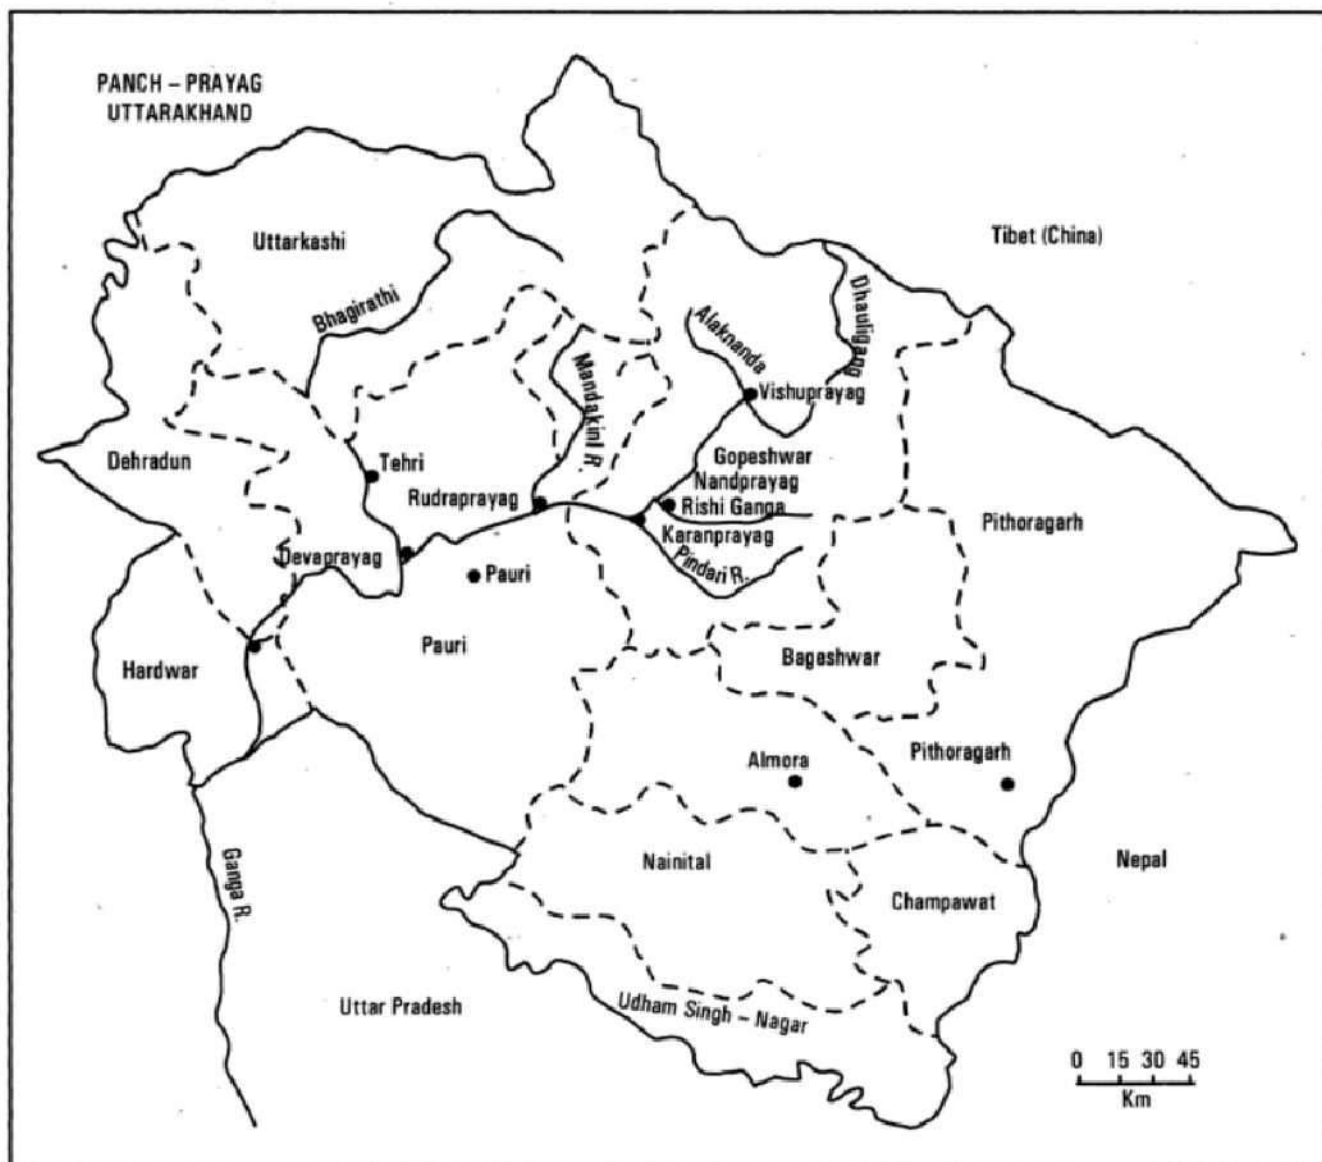 PANCH – PRAYAG
UTTARAKHAND
Uttarkashi
Tibet (China)
Bhagirathi
Alaknanda
Dhauligang
Mandakini R.
Vishuprayag
Dehradun
Tehri
Gopeshwar
Nandprayag
Rudraprayag
Rishi Ganga
Karanprayag
Pithoragarh
Devaprayag
Pindari R.
Pauri
Pauri
Hardwar
Bageshwar
Almora
Pithoragarh
Nainital
Nepal
Ganga R.
Champawat
Uttar Pradesh
Udham Singh – Nagar
0 15 30 45
Km